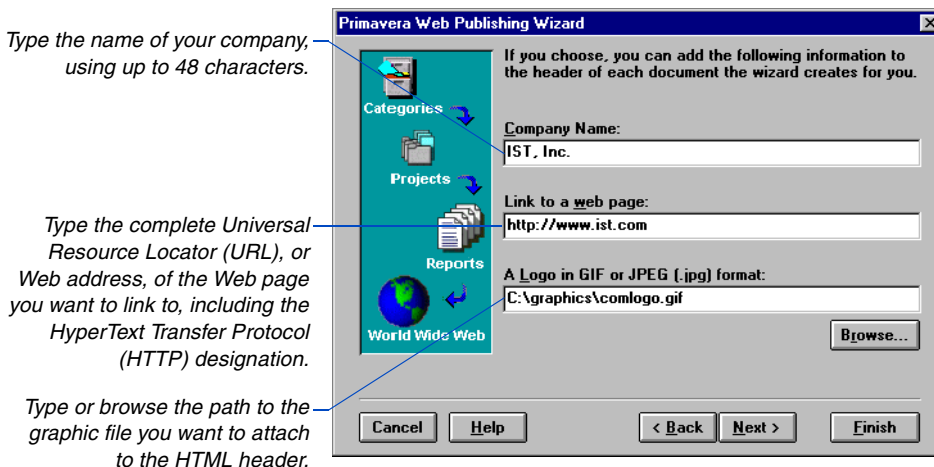 Type the name of your company,
using up to 48 characters.
Type the complete Universal
Resource Locator (URL), or
Web address, of the Web page
you want to link to, including the
HyperText Transfer Protocol
(HTTP) designation.
Type or browse the path to the
graphic file you want to attach
to the HTML header.
Primavera Web Publishing Wizard
Categories
Projects
Reports
World Wide Web
If you choose, you can add the following information to
the header of each document the wizard creates for you.
Company Name:
IST, Inc.
Link to a web page:
http://www.ist.com
A Logo in GIF or JPEG (.jpg) format:
C:\graphics\comlogo.gif
Browse...
Cancel
Help
< Back
Next >
Finish